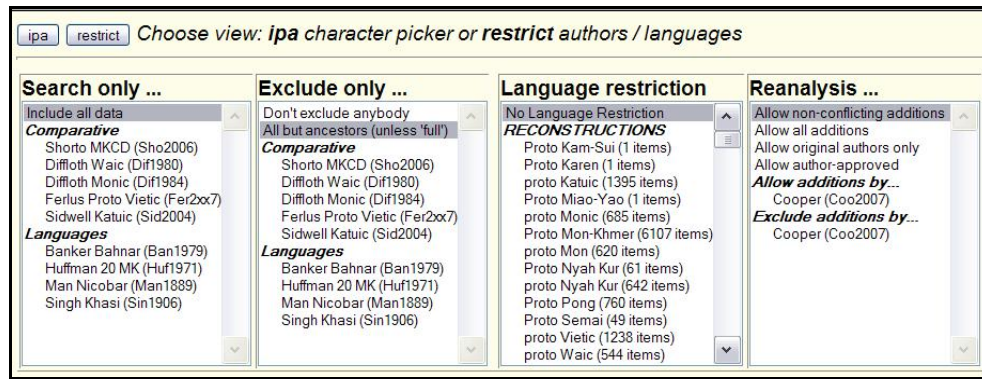 ipa restrict Choose view: ipa character picker or restrict authors / languages
Search only ...
Include all data
Comparative
Shorto MKCD (Sho2006)
Diffloth Waic (Dif1980)
Diffloth Monic (Dif1984)
Ferlus Proto Vietic (Fer2xx7)
Sidwell Katuic (Sid2004)
Languages
Banker Bahnar (Ban1979)
Huffman 20 MK (Huf1971)
Man Nicobar (Man1889)
Singh Khasi (Sin1906)
Exclude only ...
Don't exclude anybody
All but ancestors (unless 'full')
Comparative
Shorto MKCD (Sho2006)
Diffloth Waic (Dif1980)
Diffloth Monic (Dif1984)
Ferlus Proto Vietic (Fer2xx7)
Sidwell Katuic (Sid2004)
Languages
Banker Bahnar (Ban1979)
Huffman 20 MK (Huf1971)
Man Nicobar (Man1889)
Singh Khasi (Sin1906)
Language restriction
No Language Restriction
RECONSTRUCTIONS
Proto Kam-Sui (1 items)
Proto Karen (1 items)
proto Katuic (1395 items)
Proto Miao-Yao (1 items)
proto Monic (685 items)
Proto Mon-Khmer (6107 items)
proto Mon (620 items)
Proto Nyah Kur (61 items)
proto Nyah Kur (642 items)
Proto Pong (760 items)
Proto Semai (49 items)
proto Vietic (1238 items)
proto Waic (544 items)
Reanalysis ...
Allow non-conflicting additions
Allow all additions
Allow original authors only
Allow author-approved
Allow additions by...
Cooper (Coo2007)
Exclude additions by...
Cooper (Coo2007)